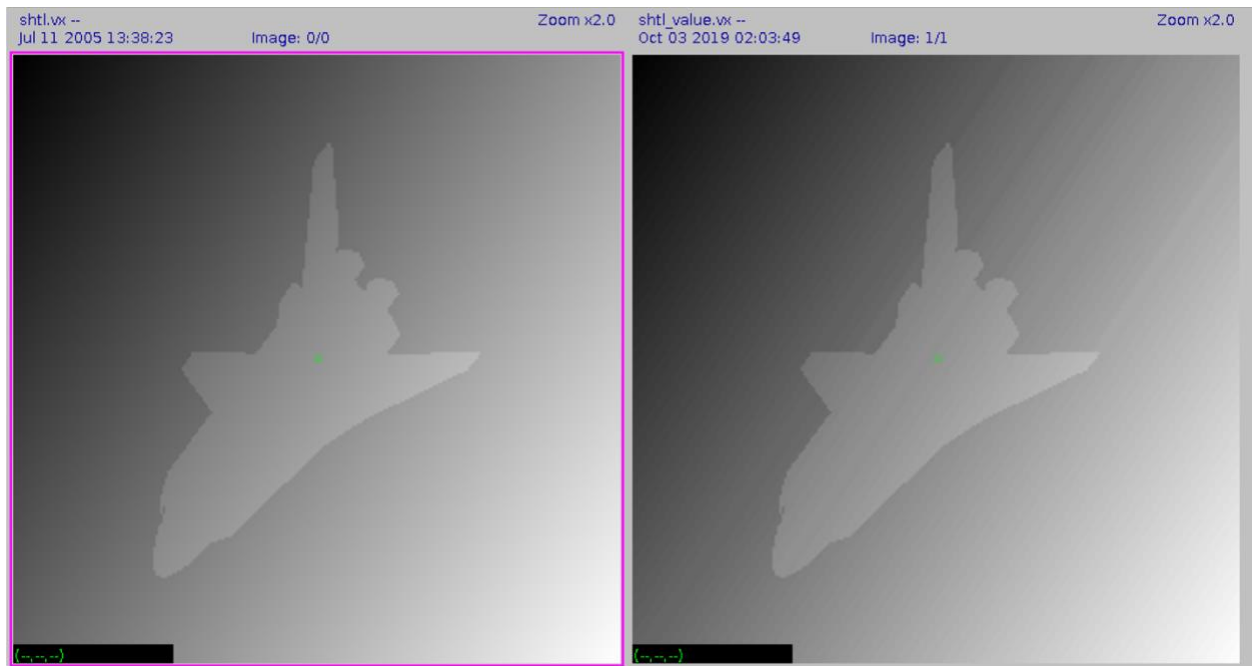 shtl.vx -- Zoom x2.0
Jul 11 2005 13:38:23 Image: 0/0
(--,--,--)
shtl_value.vx -- Zoom x2.0
Oct 03 2019 02:03:49 Image: 1/1
(--,--,--)